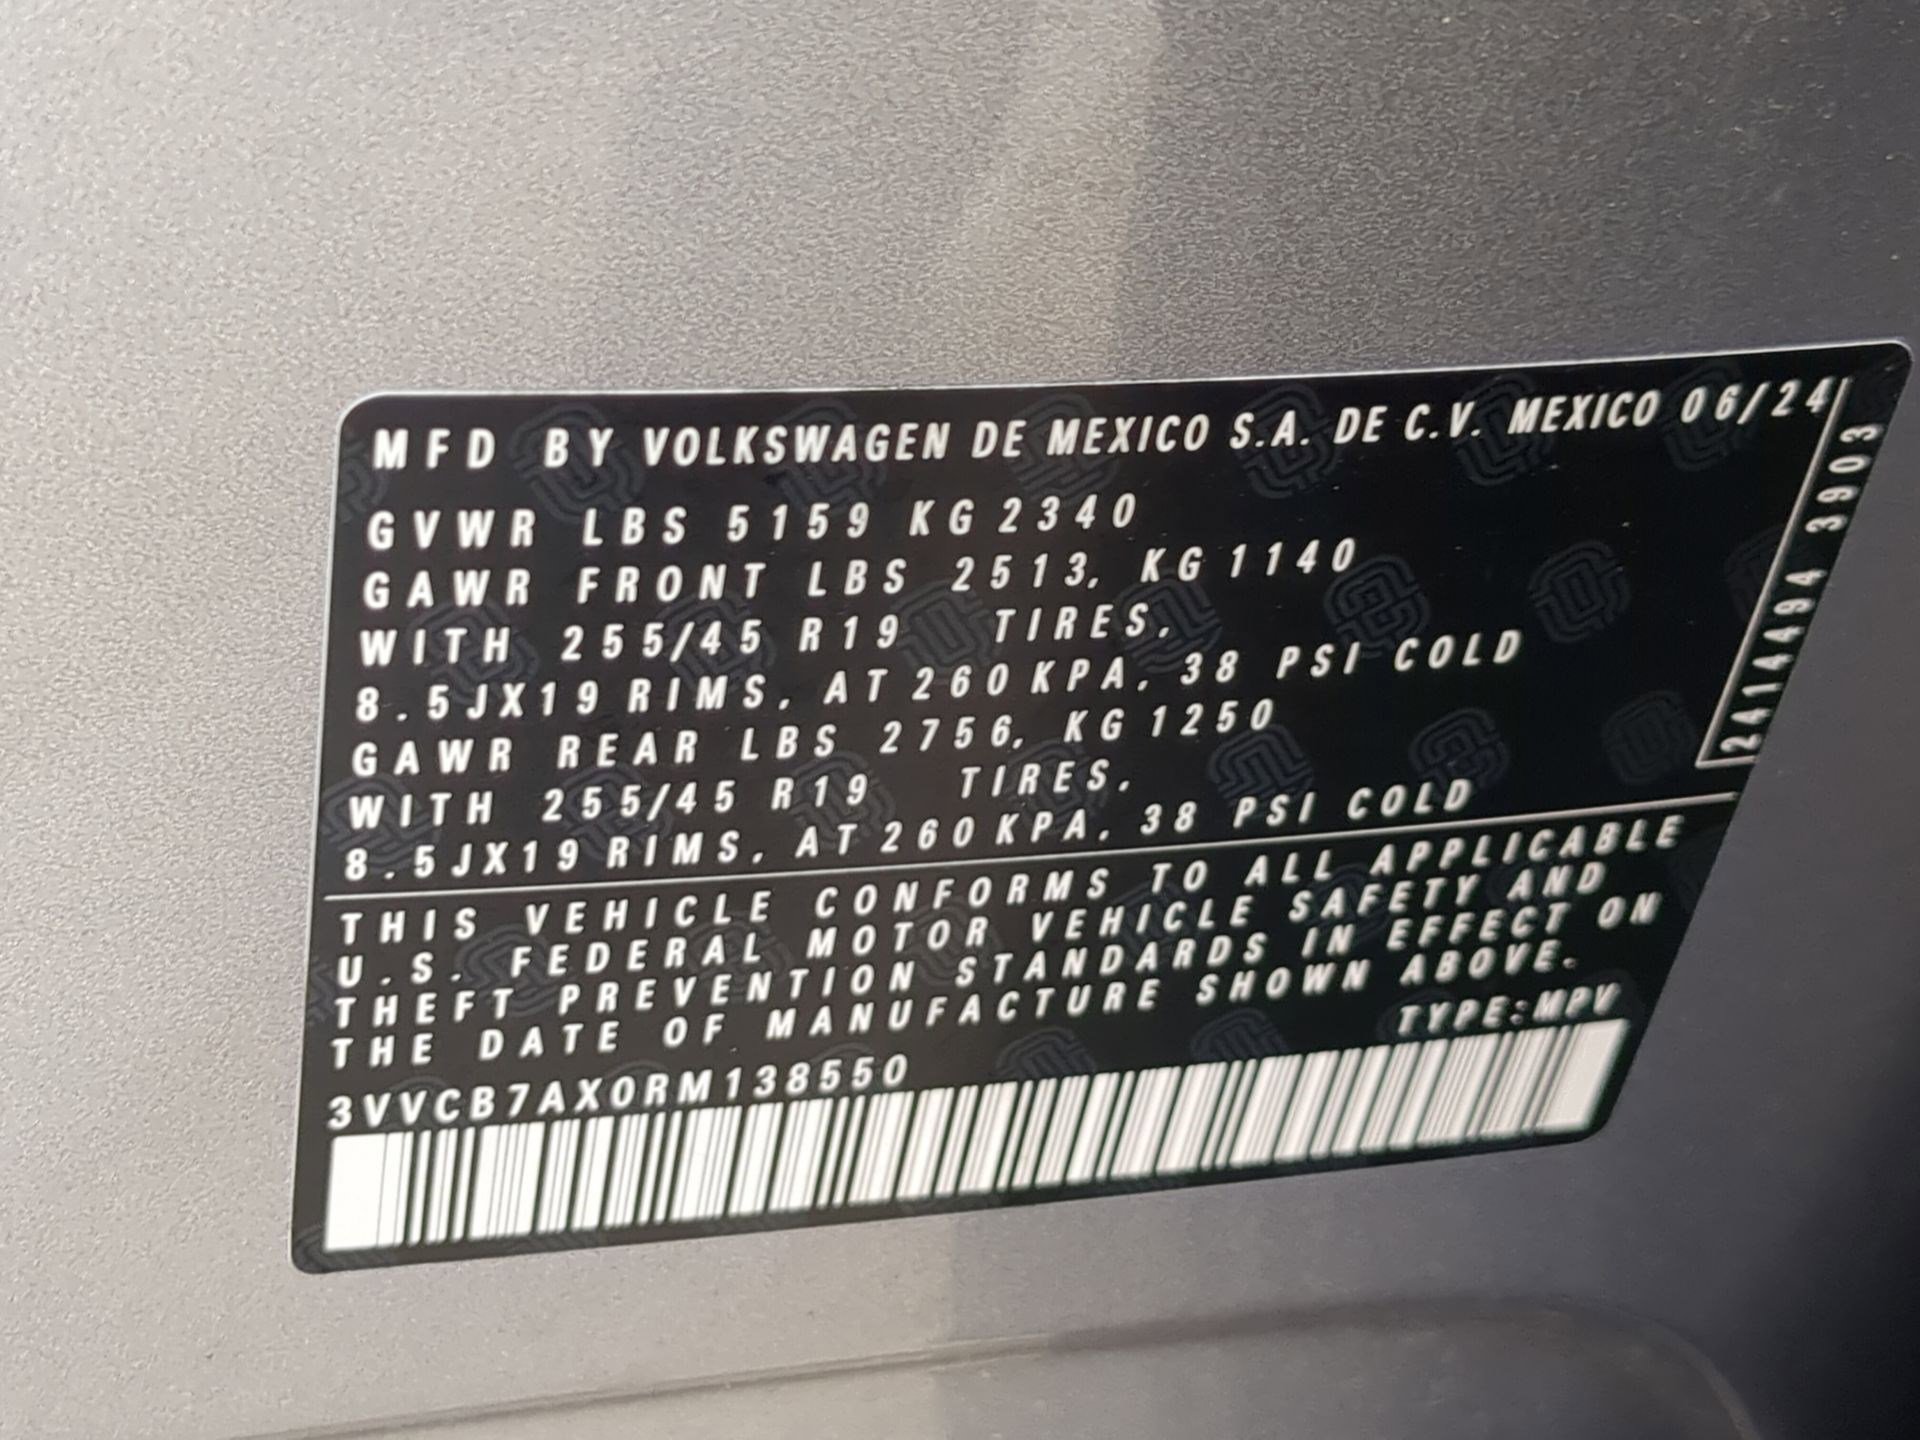 MFD BY VOLKSWAGEN DE MEXICO S.A. DE C.V. MEXICO 06/24
GVWR LBS 5159 KG 2340
GAWR FRONT LBS 2513, KG 1140
WITH 255/45 R19 TIRES,
8.5JX19 RIMS, AT 260 KPA, 38 PSI COLD
GAWR REAR LBS 2756, KG 1250
WITH 255/45 R19 TIRES,
8.5JX19 RIMS, AT 260 KPA, 38 PSI COLD
2414494 3903
THIS VEHICLE CONFORMS TO ALL APPLICABLE
U.S. FEDERAL MOTOR VEHICLE SAFETY AND
THEFT PREVENTION STANDARDS IN EFFECT ON
THE DATE OF MANUFACTURE SHOWN ABOVE.
TYPE:MPV
3VVCB7AX0RM138550